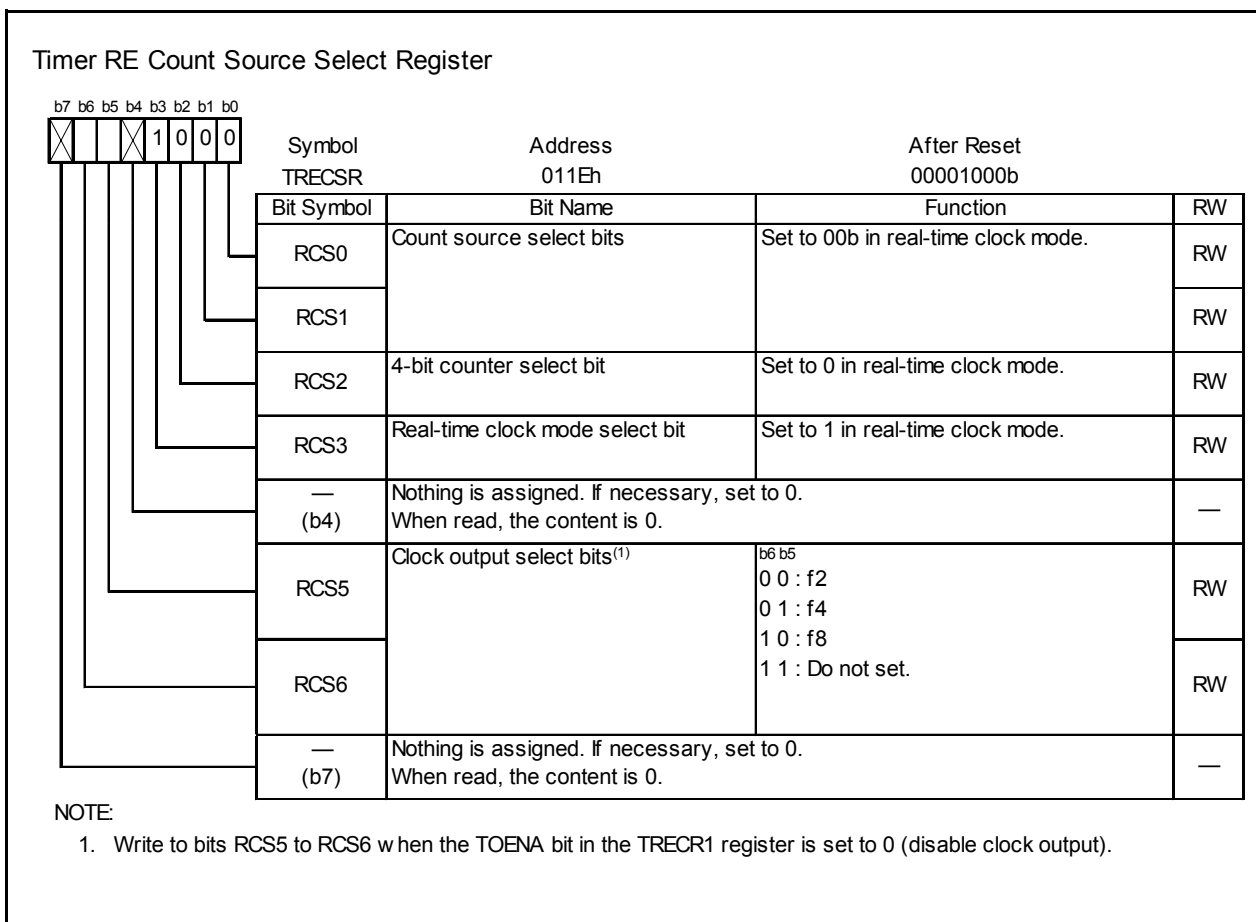 Timer RE Count Source Select Register
b7 b6 b5 b4 b3 b2 b1 b0
1 0 0 0
Symbol Address After Reset
TRECSR 011Eh 00001000b
Bit Symbol Bit Name Function RW
RCS0 Count source select bits Set to 00b in real-time clock mode. RW
RCS1 RW
RCS2 4-bit counter select bit Set to 0 in real-time clock mode. RW
RCS3 Real-time clock mode select bit Set to 1 in real-time clock mode. RW
— Nothing is assigned. If necessary, set to 0. —
(b4) When read, the content is 0.
RCS5 Clock output select bits(1) b6 b5 RW
0 0 : f2
0 1 : f4
1 0 : f8
RCS6 1 1 : Do not set. RW
— Nothing is assigned. If necessary, set to 0. —
(b7) When read, the content is 0.
NOTE:
1. Write to bits RCS5 to RCS6 when the TOENA bit in the TRECR1 register is set to 0 (disable clock output).